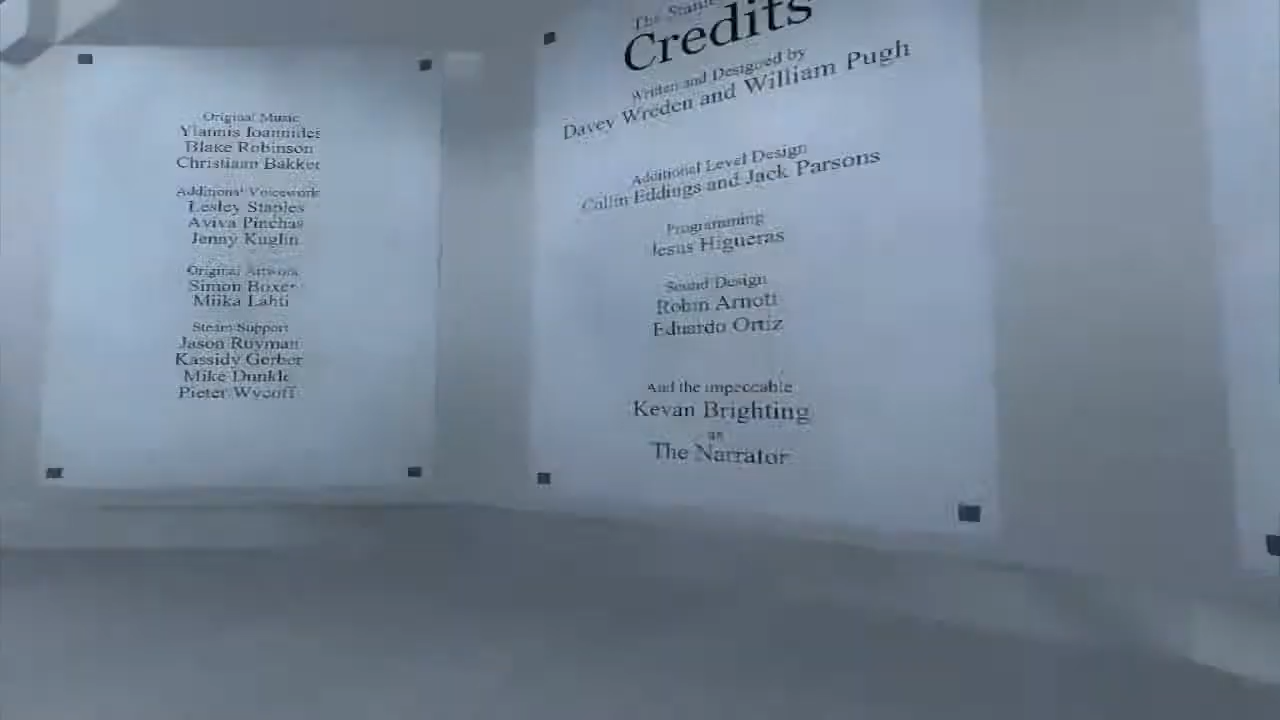 Original Music
Yiannis Ioannides
Blake Robinson
Christiaan Bakker
Additional Voicework
Lesley Staples
Aviva Pinchas
Jenny Kuglin
Original Artwork
Simon Boxer
Miika Lahti
Steam Support
Jason Ruyman
Kassidy Gerber
Mike Dunkle
Pieter Wycoff
The
Credits
Written and Designed by
Davey Wreden and William Pugh
Additional Level Design
Collin Eddings and Jack Parsons
Programming
Jesus Higueras
Sound Design
Robin Arnott
Eduardo Ortiz
And the impeccable
Kevan Brighting
as
The Narrator